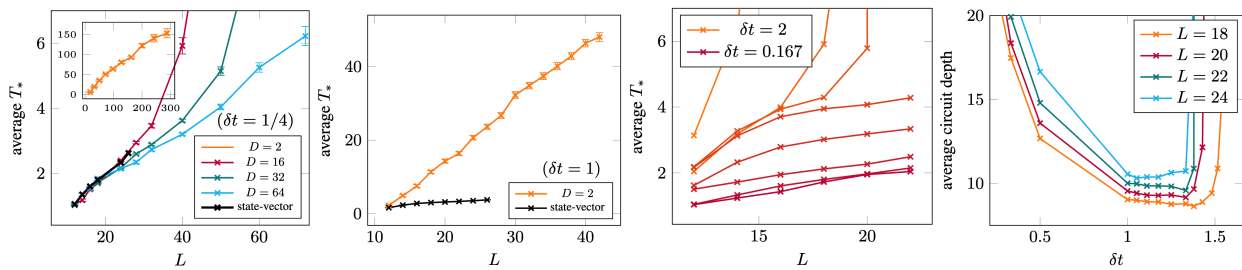 average T*
6
4
2
150
100
50
0
0 100 200 300
(δt = 1/4)
D = 2
D = 16
D = 32
D = 64
state-vector
20 40 60
L
average T*
40
20
0
(δt = 1)
D = 2
state-vector
10 20 30 40
L
average T*
6
4
2
δt = 2
δt = 0.167
15 20
L
average circuit depth
20
15
10
L = 18
L = 20
L = 22
L = 24
0.5 1 1.5
δt